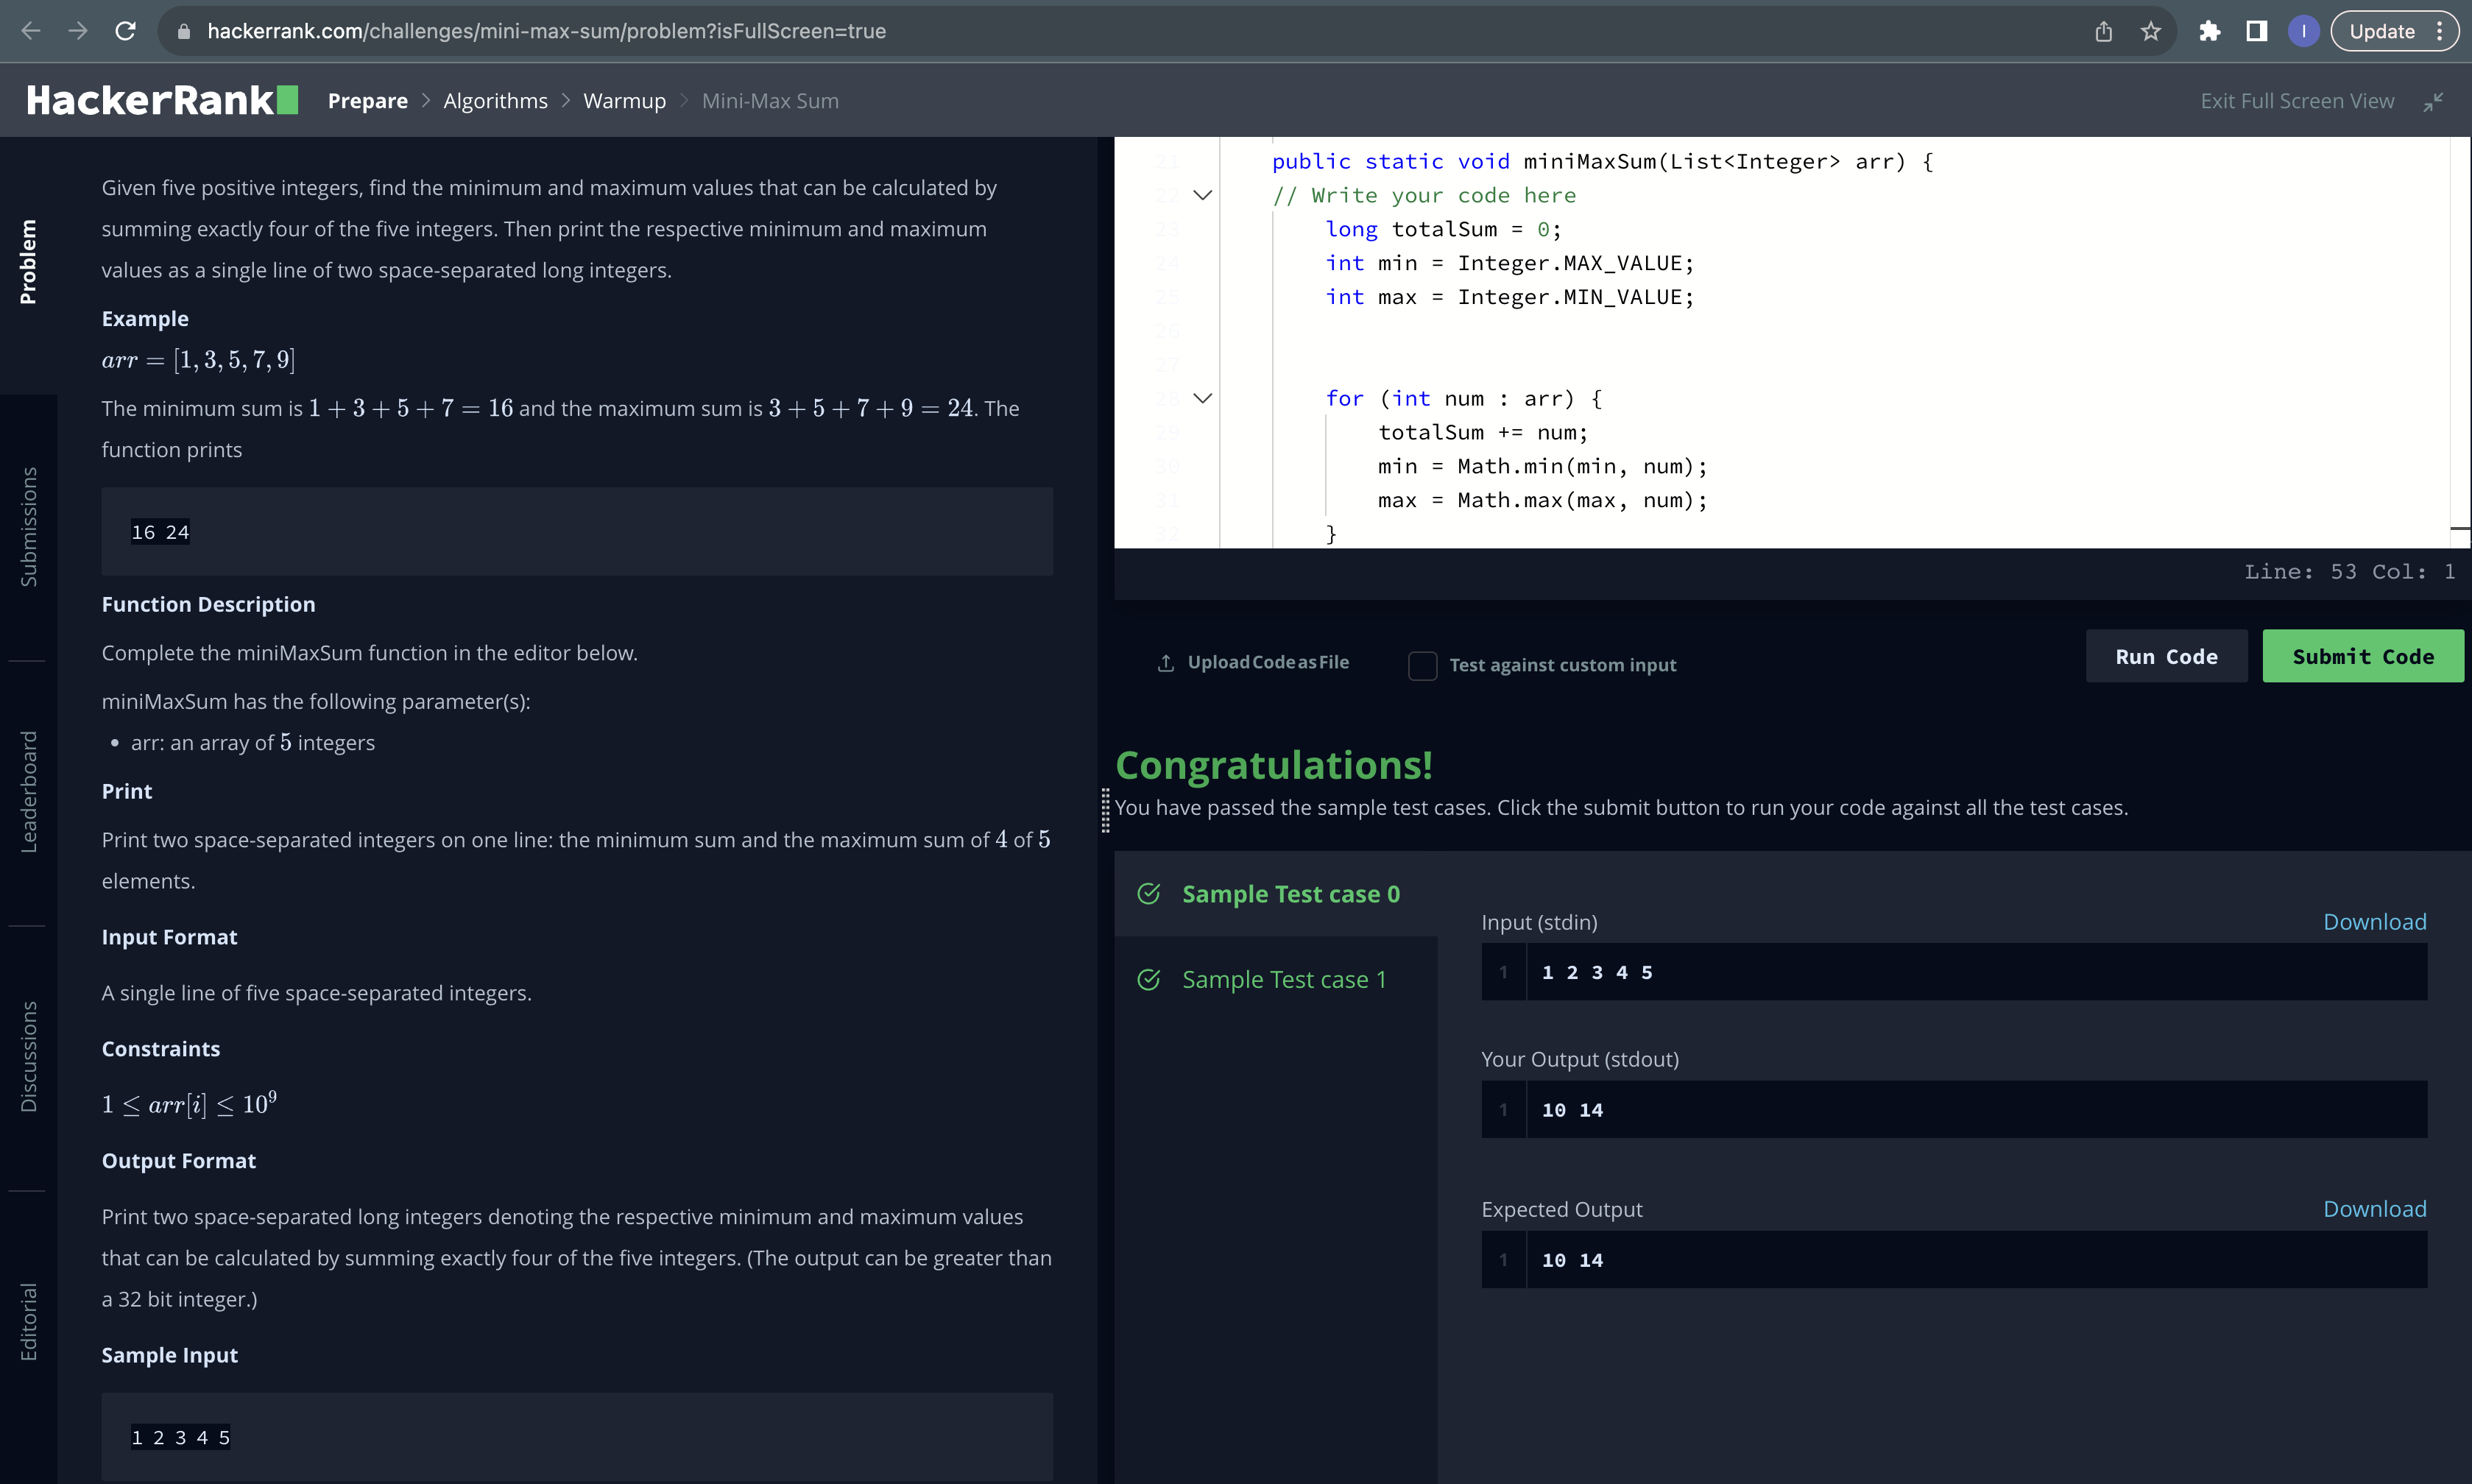 hackerrank.com/challenges/mini-max-sum/problem?isFullScreen=true
I
Update
HackerRank
Prepare > Algorithms > Warmup > Mini-Max Sum
Exit Full Screen View
Problem
Submissions
Leaderboard
Discussions
Editorial
Given five positive integers, find the minimum and maximum values that can be calculated by
summing exactly four of the five integers. Then print the respective minimum and maximum
values as a single line of two space-separated long integers.
Example
arr = [1, 3, 5, 7, 9]
The minimum sum is 1 + 3 + 5 + 7 = 16 and the maximum sum is 3 + 5 + 7 + 9 = 24. The
function prints
16 24
Function Description
Complete the miniMaxSum function in the editor below.
miniMaxSum has the following parameter(s):
• arr: an array of 5 integers
Print
Print two space-separated integers on one line: the minimum sum and the maximum sum of 4 of 5
elements.
Input Format
A single line of five space-separated integers.
Constraints
1 ≤ arr[i] ≤ 10⁹
Output Format
Print two space-separated long integers denoting the respective minimum and maximum values
that can be calculated by summing exactly four of the five integers. (The output can be greater than
a 32 bit integer.)
Sample Input
1 2 3 4 5
21 public static void miniMaxSum(List<Integer> arr) {
22 // Write your code here
23 long totalSum = 0;
24 int min = Integer.MAX_VALUE;
25 int max = Integer.MIN_VALUE;
26
27
28 for (int num : arr) {
29 totalSum += num;
30 min = Math.min(min, num);
31 max = Math.max(max, num);
32 }
Line: 53 Col: 1
Upload Code as File
Test against custom input
Run Code
Submit Code
Congratulations!
You have passed the sample test cases. Click the submit button to run your code against all the test cases.
Sample Test case 0
Sample Test case 1
Input (stdin)
Download
1 1 2 3 4 5
Your Output (stdout)
1 10 14
Expected Output
Download
1 10 14